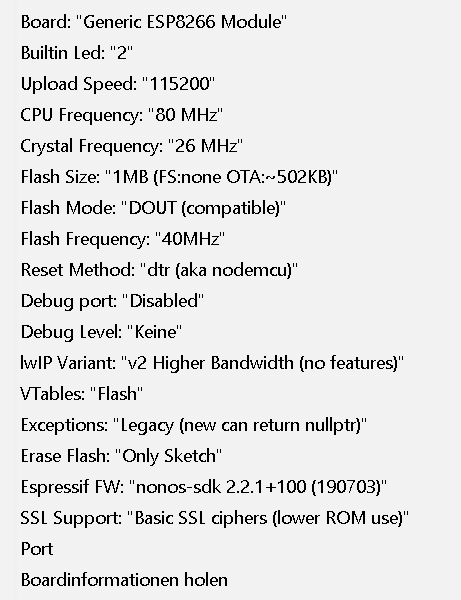 Board: "Generic ESP8266 Module"
Builtin Led: "2"
Upload Speed: "115200"
CPU Frequency: "80 MHz"
Crystal Frequency: "26 MHz"
Flash Size: "1MB (FS:none OTA:~502KB)"
Flash Mode: "DOUT (compatible)"
Flash Frequency: "40MHz"
Reset Method: "dtr (aka nodemcu)"
Debug port: "Disabled"
Debug Level: "Keine"
lwIP Variant: "v2 Higher Bandwidth (no features)"
VTables: "Flash"
Exceptions: "Legacy (new can return nullptr)"
Erase Flash: "Only Sketch"
Espressif FW: "nonos-sdk 2.2.1+100 (190703)"
SSL Support: "Basic SSL ciphers (lower ROM use)"
Port
Boardinformationen holen